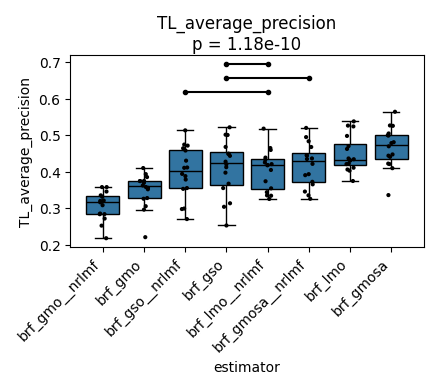 TL_average_precision
p = 1.18e-10
TL_average_precision
0.7
0.6
0.5
0.4
0.3
0.2
brf_gmo__nrlmf
brf_gmo
brf_gso__nrlmf
brf_gso
brf_lmo__nrlmf
brf_gmosa__nrlmf
brf_lmo
brf_gmosa
estimator